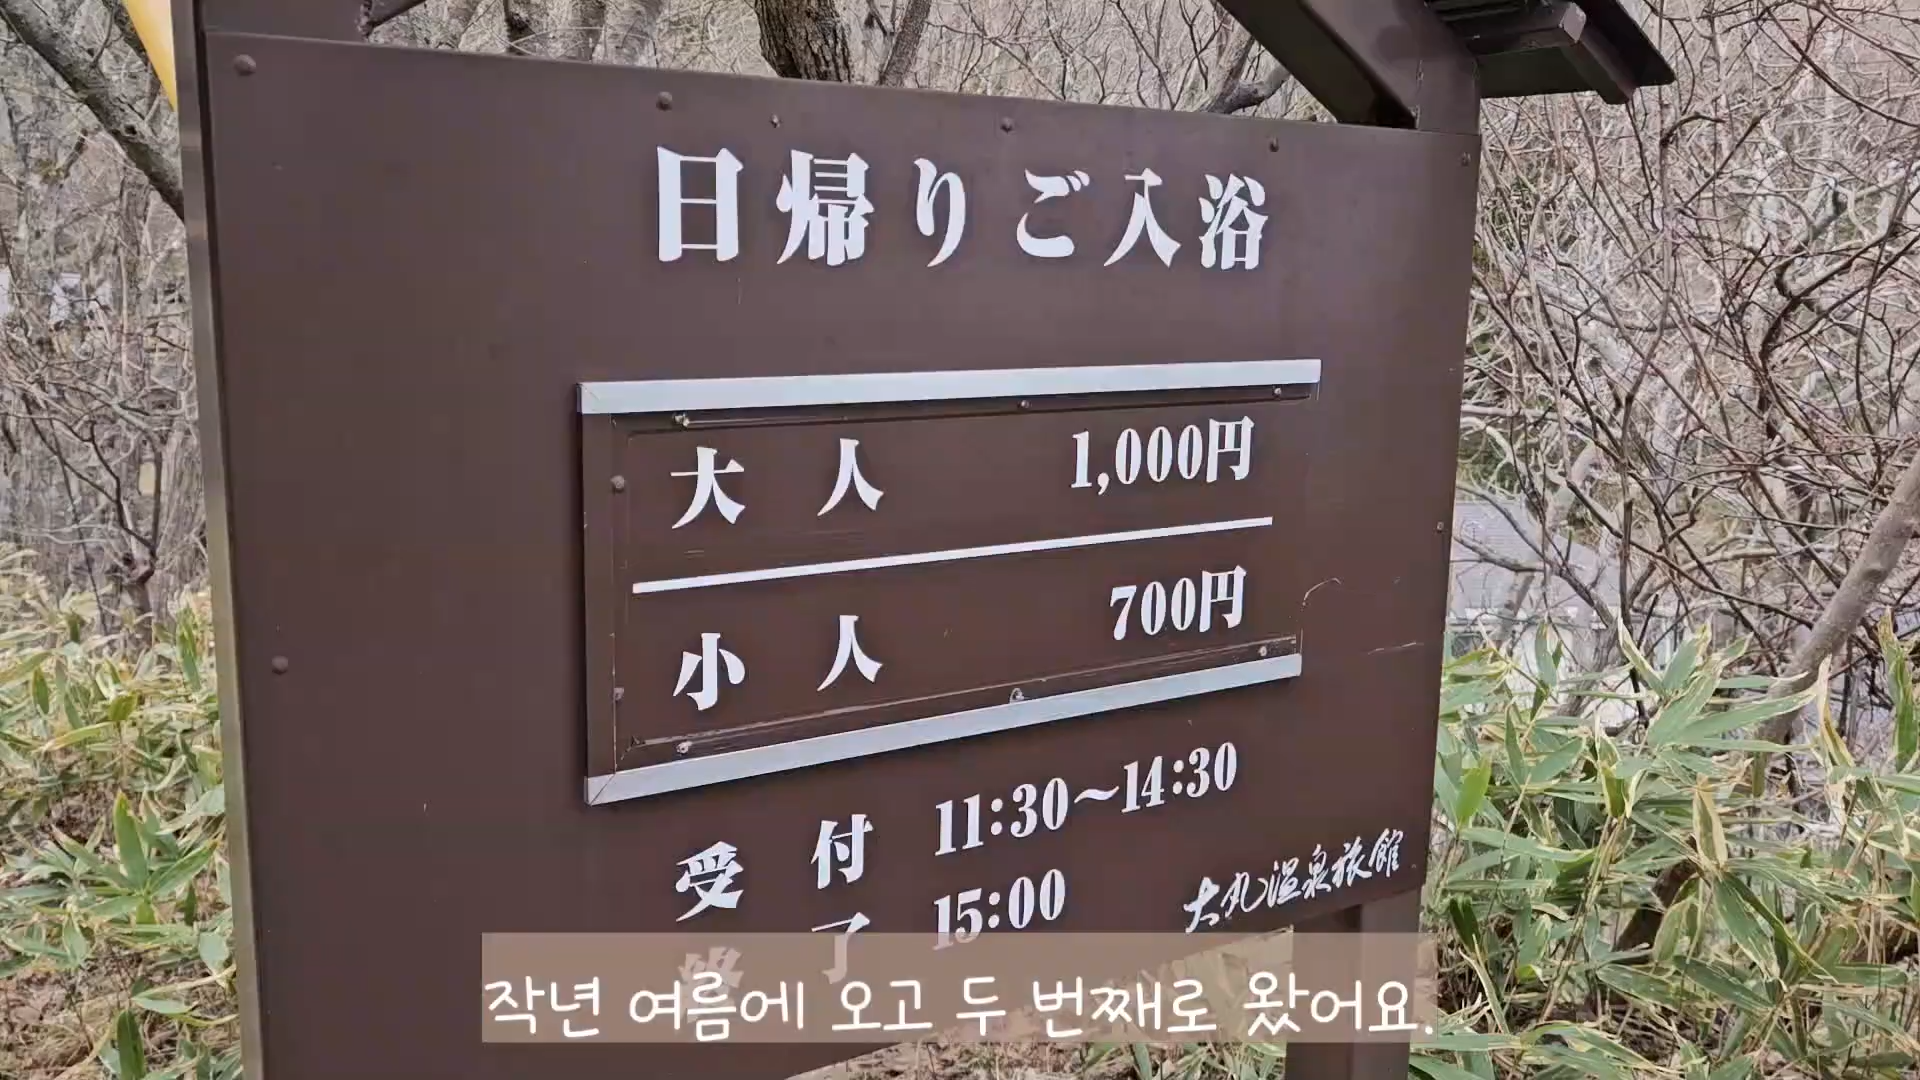 日帰りご入浴
大人 1,000円
小人 700円
受付 11:30～14:30
終了 15:00
大丸温泉旅館
작년 여름에 오고 두 번째로 왔어요.